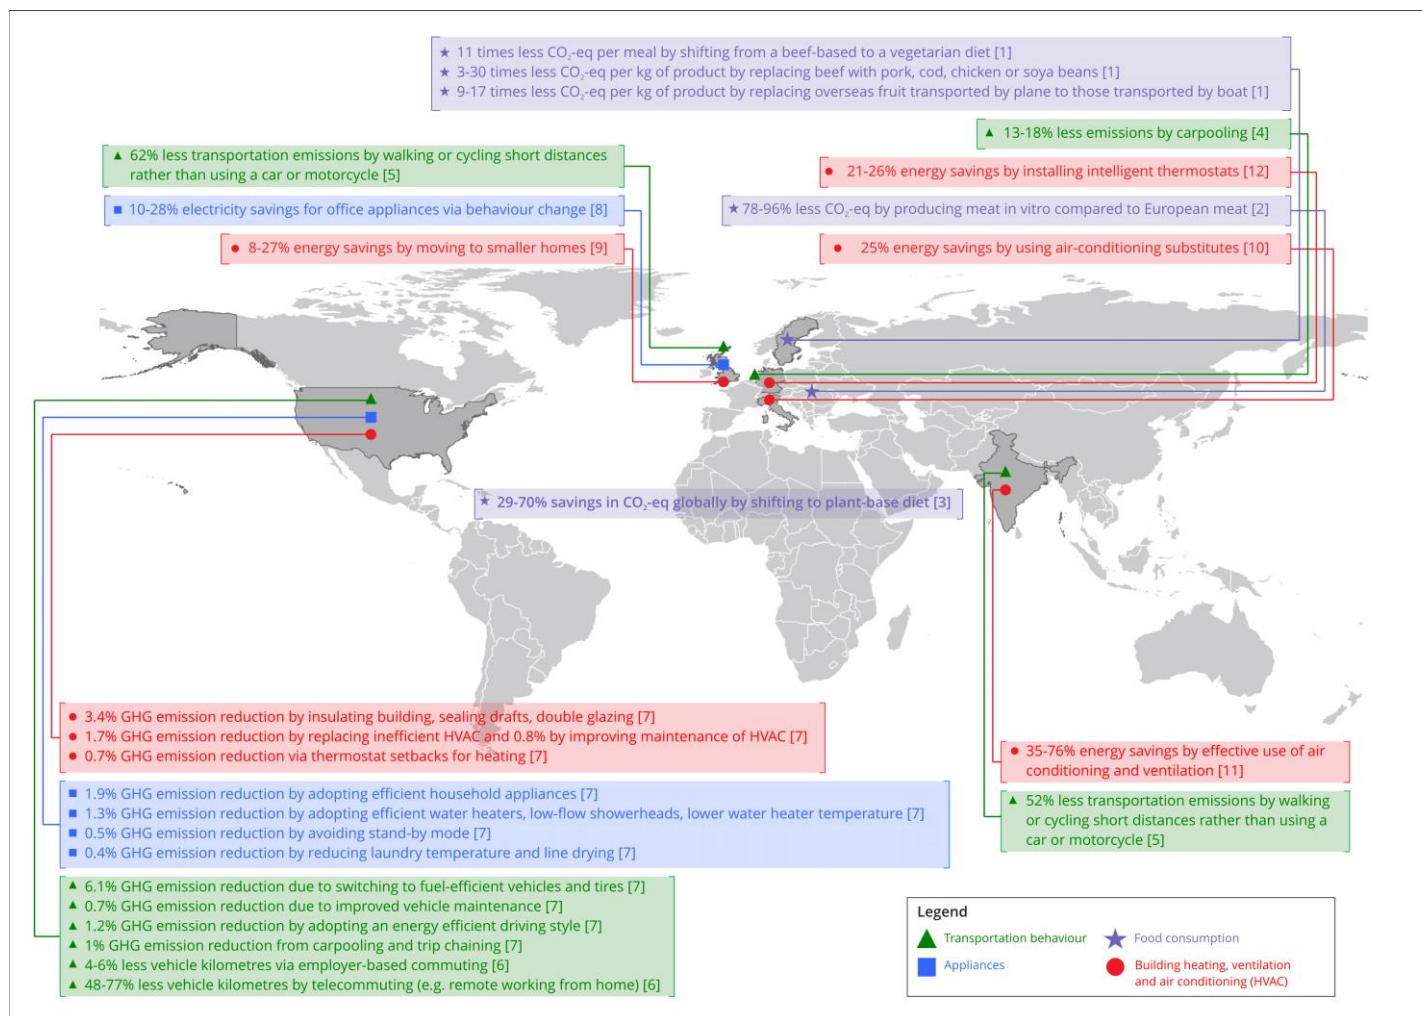 ★ 11 times less CO₂-eq per meal by shifting from a beef-based to a vegetarian diet [1]
★ 3-30 times less CO₂-eq per kg of product by replacing beef with pork, cod, chicken or soya beans [1]
★ 9-17 times less CO₂-eq per kg of product by replacing overseas fruit transported by plane to those transported by boat [1]
▲ 13-18% less emissions by carpooling [4]
▲ 62% less transportation emissions by walking or cycling short distances
rather than using a car or motorcycle [5]
● 21-26% energy savings by installing intelligent thermostats [12]
■ 10-28% electricity savings for office appliances via behaviour change [8]
★ 78-96% less CO₂-eq by producing meat in vitro compared to European meat [2]
● 8-27% energy savings by moving to smaller homes [9]
● 25% energy savings by using air-conditioning substitutes [10]
★ 29-70% savings in CO₂-eq globally by shifting to plant-base diet [3]
● 3.4% GHG emission reduction by insulating building, sealing drafts, double glazing [7]
● 1.7% GHG emission reduction by replacing inefficient HVAC and 0.8% by improving maintenance of HVAC [7]
● 0.7% GHG emission reduction via thermostat setbacks for heating [7]
■ 1.9% GHG emission reduction by adopting efficient household appliances [7]
■ 1.3% GHG emission reduction by adopting efficient water heaters, low-flow showerheads, lower water heater temperature [7]
■ 0.5% GHG emission reduction by avoiding stand-by mode [7]
■ 0.4% GHG emission reduction by reducing laundry temperature and line drying [7]
▲ 6.1% GHG emission reduction due to switching to fuel-efficient vehicles and tires [7]
▲ 0.7% GHG emission reduction due to improved vehicle maintenance [7]
▲ 1.2% GHG emission reduction by adopting an energy efficient driving style [7]
▲ 1% GHG emission reduction from carpooling and trip chaining [7]
▲ 4-6% less vehicle kilometres via employer-based commuting [6]
▲ 48-77% less vehicle kilometres by telecommuting (e.g. remote working from home) [6]
● 35-76% energy savings by effective use of air
conditioning and ventilation [11]
▲ 52% less transportation emissions by walking
or cycling short distances rather than using a
car or motorcycle [5]
Legend
▲ Transportation behaviour
★ Food consumption
■ Appliances
● Building heating, ventilation
and air conditioning (HVAC)